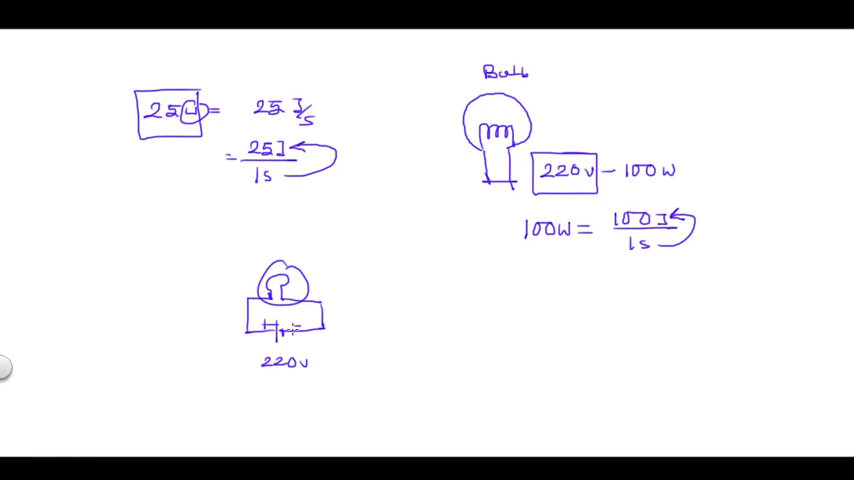 25W = 25 J/s
= 25J/1s
Bulb
220V - 100W
100W = 100J/1s
220V